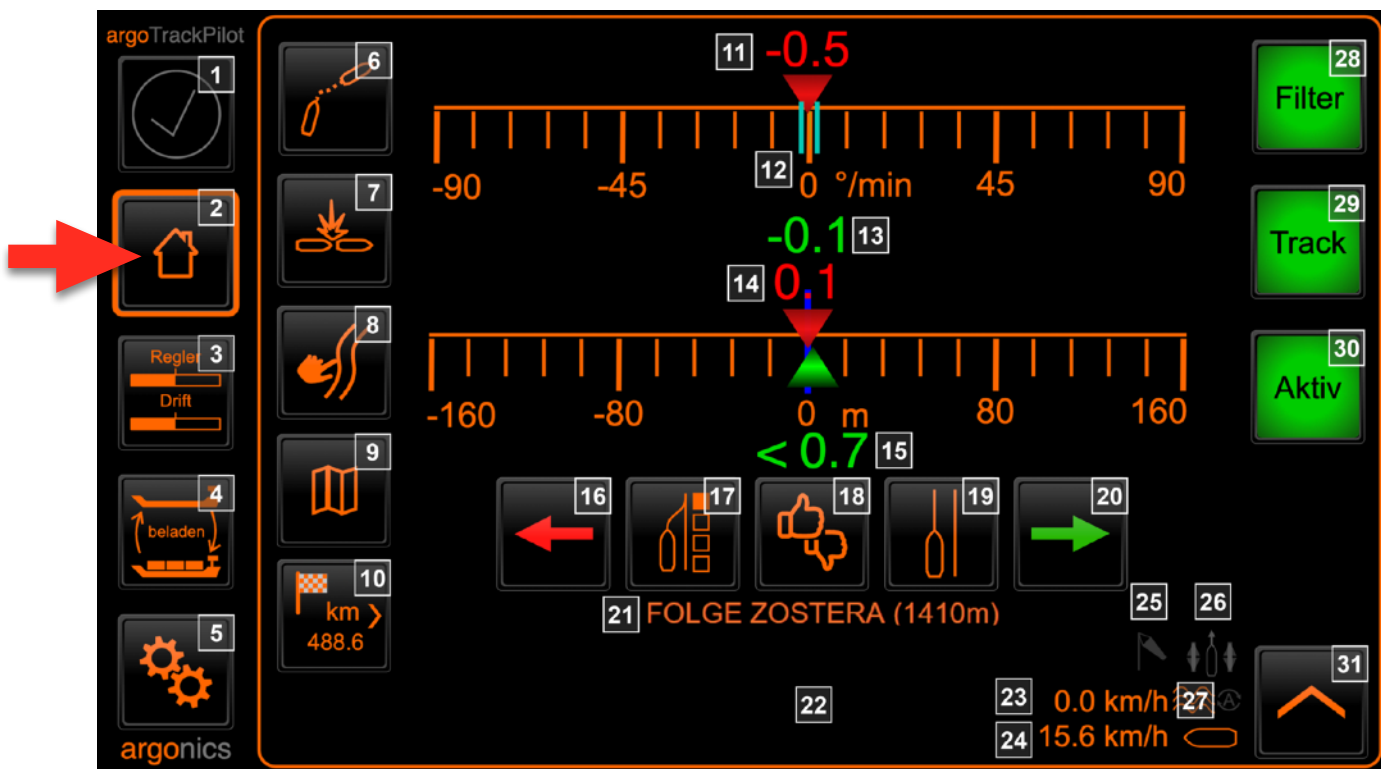 argoTrackPilot
1
2
Regler 3
Drift
4
beladen
5
argonics
6
7
8
9
10
km
488.6
11 -0.5
12
-90 -45 0 °/min 45 90
-0.1 13
14 0.1
-160 -80 0 m 80 160
< 0.7 15
16 17 18 19 20
21 FOLGE ZOSTERA (1410m)
22
25 26
23 0.0 km/h 27 A
24 15.6 km/h
28
Filter
29
Track
30
Aktiv
31